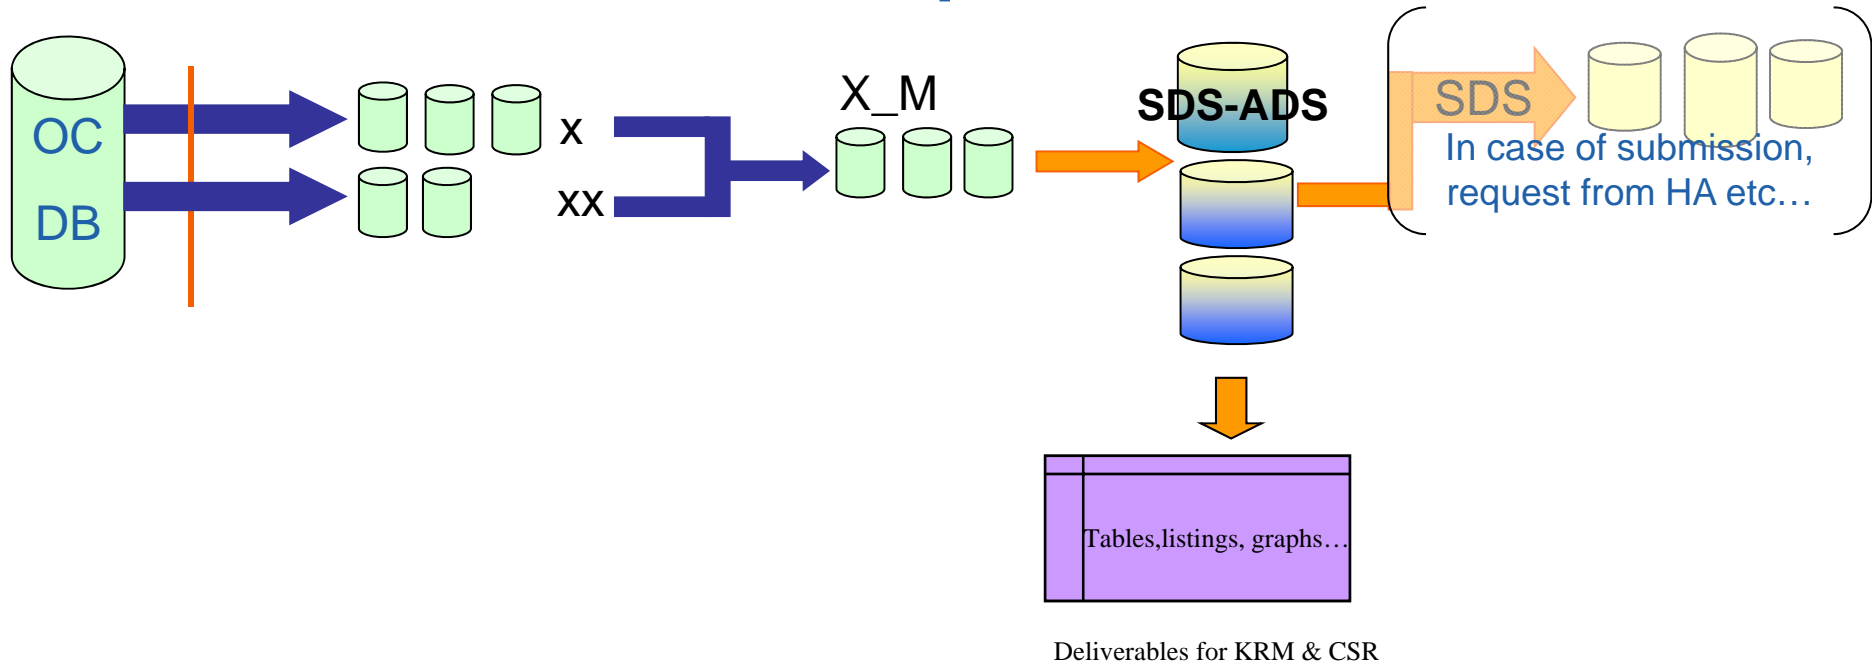 OC
DB
x
xx
X_M
SDS-ADS
SDS
In case of submission,
request from HA etc…
Tables,listings, graphs…
Deliverables for KRM & CSR